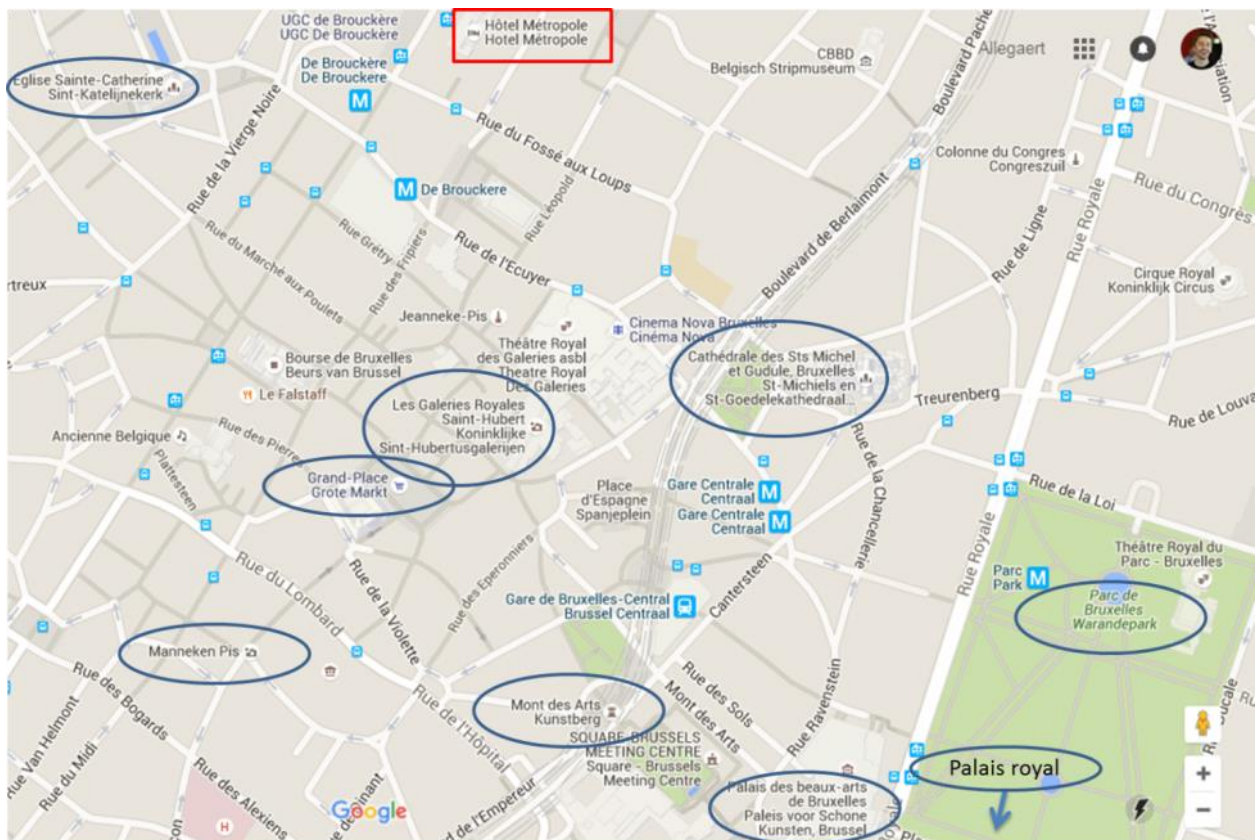 UGC de Brouckère
UGC De Brouckere
Hôtel Métropole
Hotel Métropole
De Brouckère
De Brouckere
M
CBBD
Belgisch Stripmuseum
Boulevard Pache
Allegaert
Eglise Sainte-Catherine
Sint-Katelijnekerk
Rue de la Vierge Noire
Rue du Fossé aux Loups
Colonne du Congres
Congreszuil
Rue du Congrès
M
De Brouckere
Rue Léopold
Boulevard de Berlaimont
Rue de Ligne
Rue Royale
Rue Grétry
Rue des Fripiers
Rue de l'Ecuyer
Rue du Marché aux Poulets
rtreux
Cirque Royal
Koninklijk Circus
Jeanneke-Pis
Cinema Nova Bruxelles
Cinéma Nova
Théâtre Royal
des Galeries asbl
Theatre Royal
Des Galeries
Bourse de Bruxelles
Beurs van Brussel
Le Falstaff
Cathédrale des Sts Michel
et Gudule, Bruxelles
St-Michiels en
St-Goedelekathedraal...
Treurenberg
Rue de Louva
Les Galeries Royales
Saint-Hubert
Koninklijke
Sint-Hubertusgalerijen
Ancienne Belgique
Rue des Pierres
Plattesteen
Grand-Place
Grote Markt
Place
d'Espagne
Spanjeplein
Gare Centrale
Centraal
M
Gare Centrale
Centraal
M
Rue de la Chancellerie
Rue de la Loi
Rue Royale
Théâtre Royal du
Parc - Bruxelles
Parc
Park
M
Parc de
Bruxelles
Warandepark
Rue du Lombard
Rue de la Violette
Rue des Eperonniers
Gare de Bruxelles-Central
Brussel Centraal
Cantersteen
Manneken Pis
Rue des Bogards
Rue Van Helmont
Rue du Midi
Rue des Alexiens
Rue de l'Hôpital
Mont des Arts
Kunstberg
Mont des Arts
Rue des Sols
Rue Ravenstein
Ducale
SQUARE-BRUSSELS
MEETING CENTRE
Square - Brussels
Meeting Centre
Palais royal
Palais des beaux-arts
de Bruxelles
Paleis voor Schone
Kunsten, Brussel
d de l'Empereur
Google
H
+
−